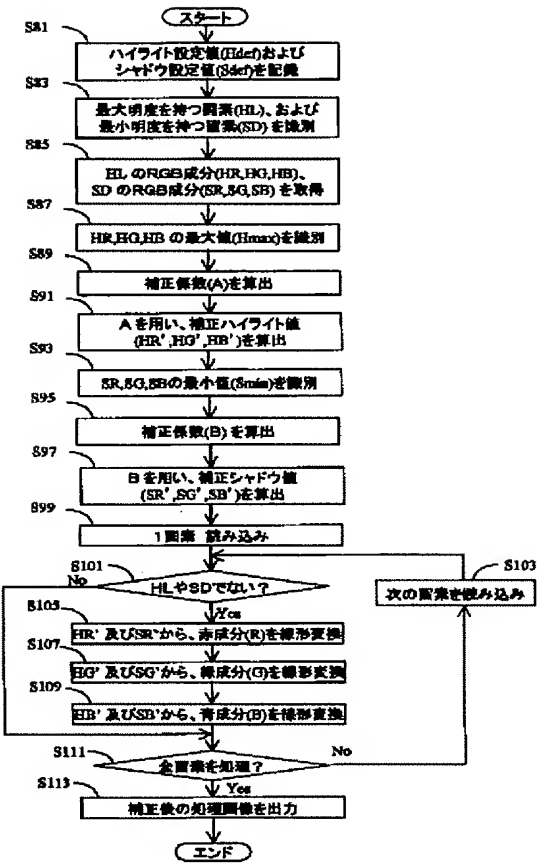 スタート
S81
ハイライト設定値(Hdef)および
シャドウ設定値(Sdef)を記録
S83
最大明度を持つ画素(HL)、および
最小明度を持つ画素(SD)を識別
S85
HLのRGB成分(HR,HG,HB)、
SDのRGB成分(SR,SG,SB)を取得
S87
HR,HG,HBの最大値(Hmax)を識別
S89
補正係数(A)を算出
S91
Aを用い、補正ハイライト値
(HR',HG',HB')を算出
S93
SR,SG,SBの最小値(Smin)を識別
S95
補正係数(B)を算出
S97
Bを用い、補正シャドウ値
(SR',SG',SB')を算出
S99
1画素 読み込み
S101
No
HLやSDでない?
Yes
S103
次の画素を読み込み
S105
HR'及びSR'から、赤成分(R)を線形変換
S107
HG'及びSG'から、緑成分(G)を線形変換
S109
HB'及びSB'から、青成分(B)を線形変換
S111
全画素を処理?
No
Yes
S113
補正後の処理画像を出力
エンド